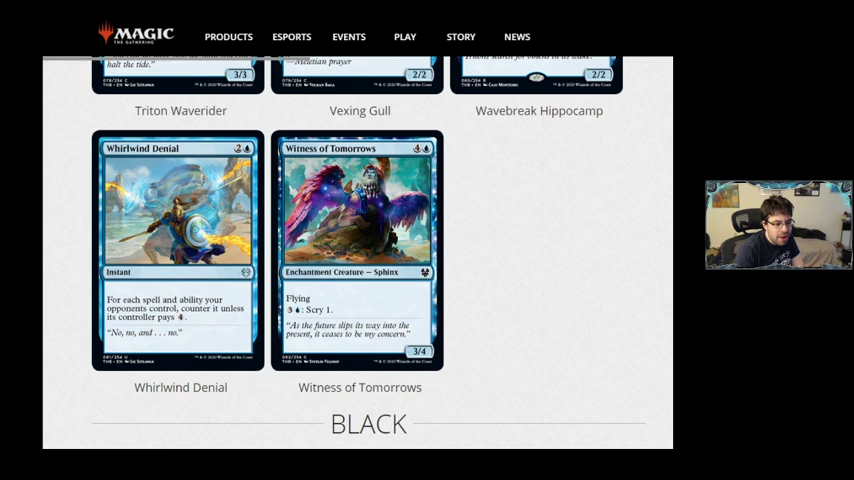 MAGIC
THE GATHERING
PRODUCTS
ESPORTS
EVENTS
PLAY
STORY
NEWS
halt the tide."
3/3
—Meletian prayer
2/2
2/2
Triton Waverider
Vexing Gull
Wavebreak Hippocamp
Whirlwind Denial 2
Instant
For each spell and ability your
opponents control, counter it unless
its controller pays 4.
"No, no, and . . . no."
Witness of Tomorrows 4
Enchantment Creature — Sphinx
Flying
3 : Scry 1.
"As the future slips its way into the
present, it ceases to be my concern."
3/4
Whirlwind Denial
Witness of Tomorrows
BLACK